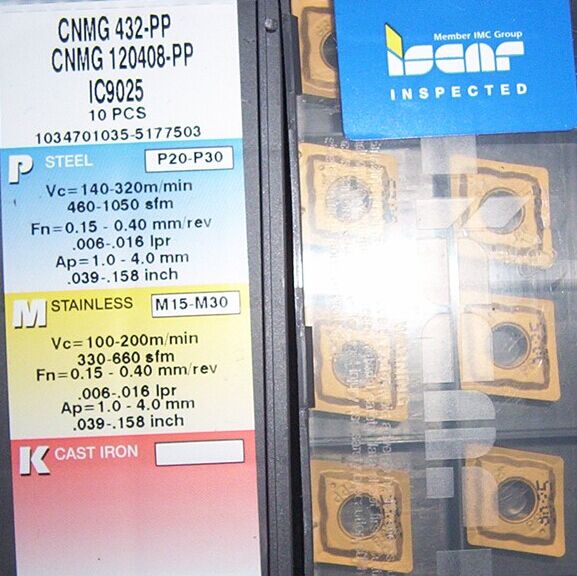 CNMG 432-PP
CNMG 120408-PP
IC9025
10 PCS
1034701035-5177503
P STEEL P20-P30
Vc=140-320m/min
460-1050 sfm
Fn=0.15 - 0.40 mm/rev
.006-.016 Ipr
Ap=1.0 - 4.0 mm
.039-.158 inch
M STAINLESS M15-M30
Vc=100-200m/min
330-660 sfm
Fn=0.15 - 0.40 mm/rev
.006-.016 Ipr
Ap=1.0 - 4.0 mm
.039-.158 inch
K CAST IRON
Member IMC Group
iscar
INSPECTED